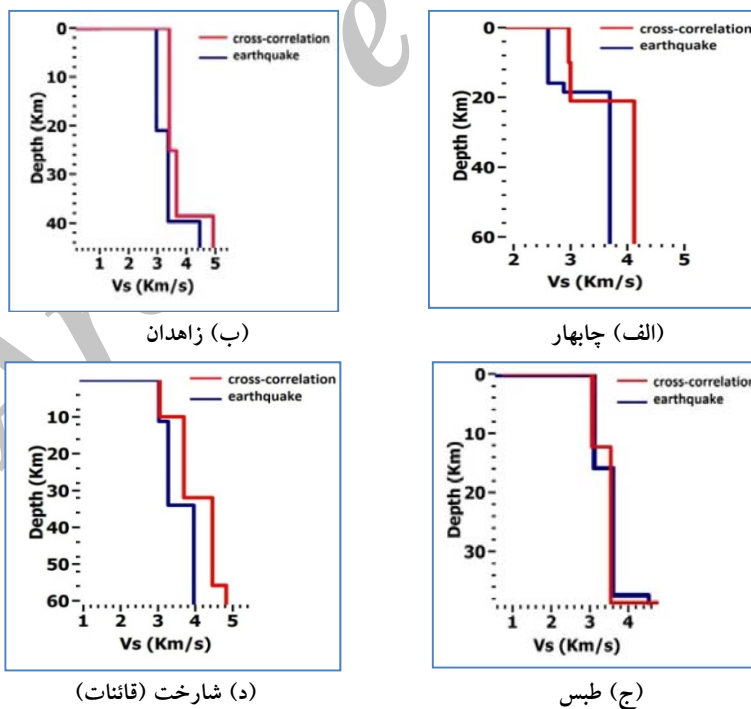 cross-correlation
earthquake
0
20
40
60
Depth (Km)
2 3 4 5
Vs (Km/s)
(الف) چابهار
cross-correlation
earthquake
0
10
20
30
40
Depth (Km)
1 2 3 4 5
Vs (Km/s)
(ب) زاهدان
cross-correlation
earthquake
0
10
20
30
Depth (Km)
1 2 3 4
Vs (Km/s)
(ج) طبس
cross-correlation
earthquake
10
20
30
40
50
60
Depth (Km)
1 2 3 4 5
Vs (Km/s)
(د) شارخت (قائنات)